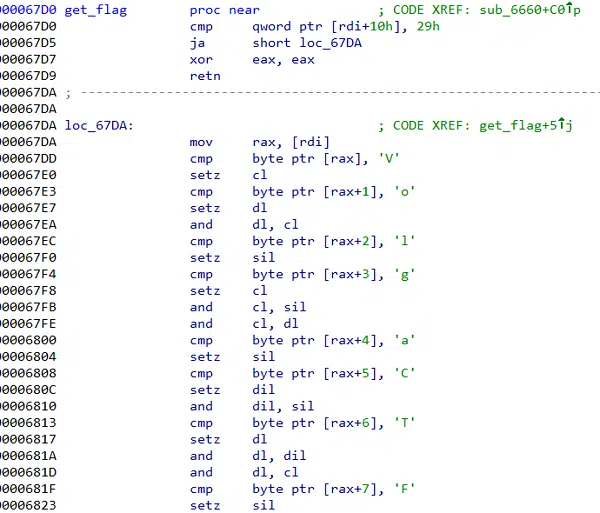 000067D0 get_flag proc near ; CODE XREF: sub_6660+C0↑p
000067D0 cmp qword ptr [rdi+10h], 29h
000067D5 ja short loc_67DA
000067D7 xor eax, eax
000067D9 retn
000067DA ; ---------------------------------------------------------------
000067DA
000067DA loc_67DA: ; CODE XREF: get_flag+5↑j
000067DA mov rax, [rdi]
000067DD cmp byte ptr [rax], 'V'
000067E0 setz cl
000067E3 cmp byte ptr [rax+1], 'o'
000067E7 setz dl
000067EA and dl, cl
000067EC cmp byte ptr [rax+2], 'l'
000067F0 setz sil
000067F4 cmp byte ptr [rax+3], 'g'
000067F8 setz cl
000067FB and cl, sil
000067FE and cl, dl
00006800 cmp byte ptr [rax+4], 'a'
00006804 setz sil
00006808 cmp byte ptr [rax+5], 'C'
0000680C setz dil
00006810 and dil, sil
00006813 cmp byte ptr [rax+6], 'T'
00006817 setz dl
0000681A and dl, dil
0000681D and dl, cl
0000681F cmp byte ptr [rax+7], 'F'
00006823 setz sil